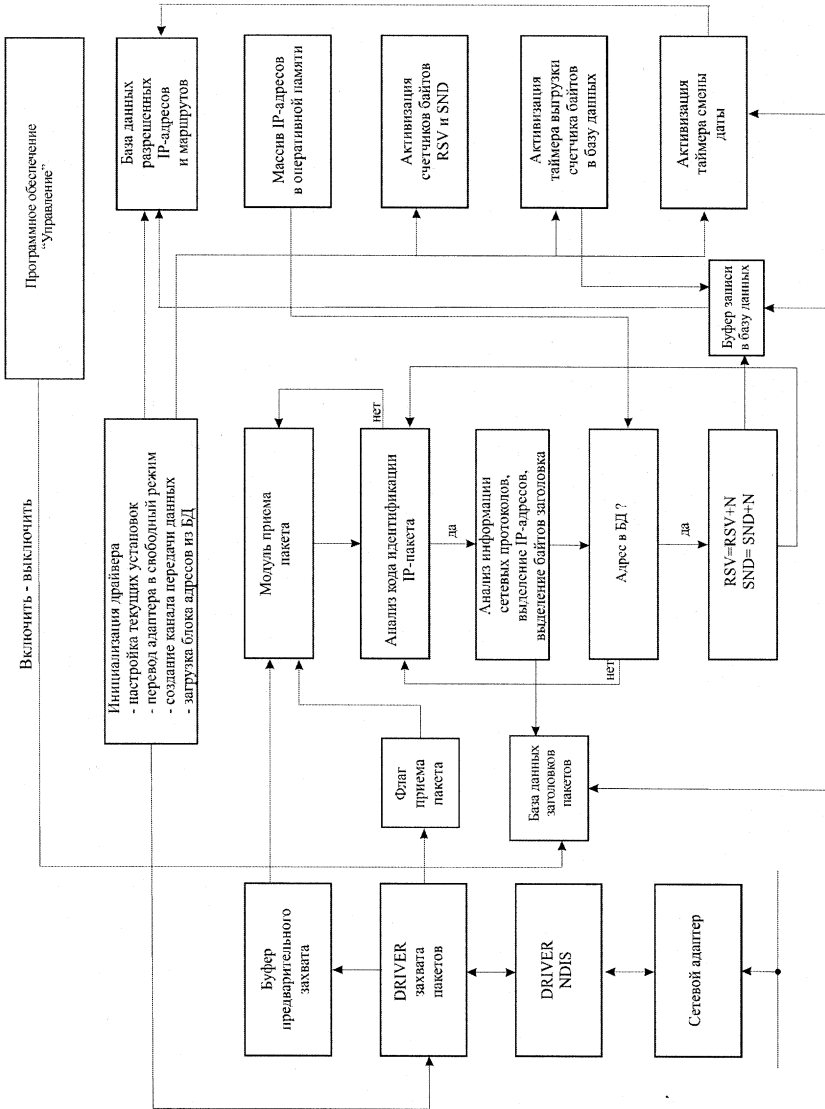 Программное обеспечение
“Управление”
Включить - выключить
Инициализация драйвера
- настройка текущих установок
- перевод адаптера в свободный режим
- создание канала передачи данных
- загрузка блока адресов из БД
База данных
разрешенных
IP-адресов
и маршрутов
Массив IP-адресов
в оперативной памяти
Активизация
счетчиков байтов
RSV и SND
Активизация
таймера выгрузки
счетчика байтов
в базу данных
Активизация
таймера смены
даты
Буфер
предварительного
захвата
DRIVER
захвата
пакетов
DRIVER
NDIS
Сетевой адаптер
Флаг
приема
пакета
База данных
заголовков
пакетов
Модуль приема
пакета
нет
Анализ кода идентификации
IP-пакета
да
Анализ информации
сетевых протоколов,
выделение IP-адресов,
выделение байтов заголовка
Адрес в БД ?
нет
да
RSV=RSV+N
SND= SND+N
Буфер записи
в базу данных